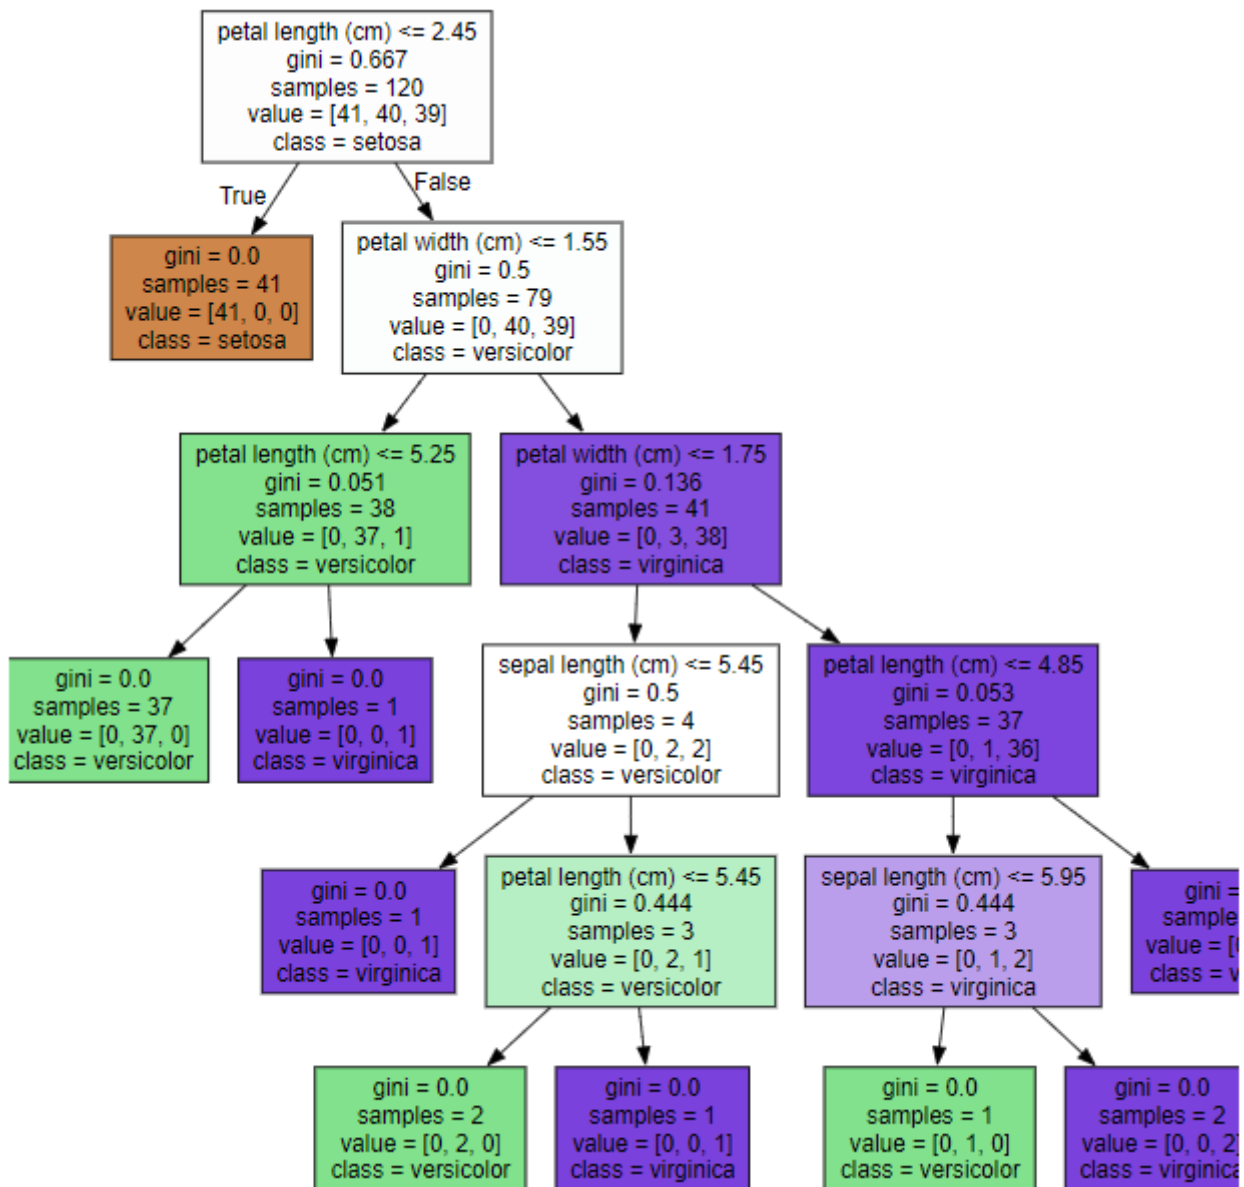 petal length (cm) <= 2.45
gini = 0.667
samples = 120
value = [41, 40, 39]
class = setosa
True
False
gini = 0.0
samples = 41
value = [41, 0, 0]
class = setosa
petal width (cm) <= 1.55
gini = 0.5
samples = 79
value = [0, 40, 39]
class = versicolor
petal length (cm) <= 5.25
gini = 0.051
samples = 38
value = [0, 37, 1]
class = versicolor
petal width (cm) <= 1.75
gini = 0.136
samples = 41
value = [0, 3, 38]
class = virginica
gini = 0.0
samples = 37
value = [0, 37, 0]
class = versicolor
gini = 0.0
samples = 1
value = [0, 0, 1]
class = virginica
sepal length (cm) <= 5.45
gini = 0.5
samples = 4
value = [0, 2, 2]
class = versicolor
petal length (cm) <= 4.85
gini = 0.053
samples = 37
value = [0, 1, 36]
class = virginica
gini = 0.0
samples = 1
value = [0, 0, 1]
class = virginica
petal length (cm) <= 5.45
gini = 0.444
samples = 3
value = [0, 2, 1]
class = versicolor
sepal length (cm) <= 5.95
gini = 0.444
samples = 3
value = [0, 1, 2]
class = virginica
gini =
value =
class =
gini = 0.0
samples = 2
value = [0, 2, 0]
class = versicolor
gini = 0.0
samples = 1
value = [0, 0, 1]
class = virginica
gini = 0.0
samples = 1
value = [0, 1, 0]
class = versicolor
gini = 0.0
samples = 2
value = [0, 0, 2]
class = virginica